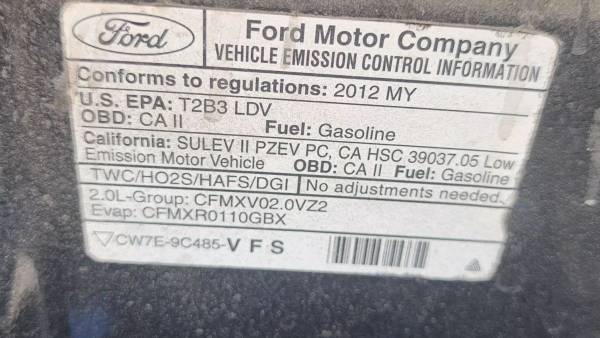 Ford
Ford Motor Company
VEHICLE EMISSION CONTROL INFORMATION
Conforms to regulations: 2012 MY
U.S. EPA: T2B3 LDV
OBD: CA II Fuel: Gasoline
California: SULEV II PZEV PC, CA HSC 39037.05 Low
Emission Motor Vehicle OBD: CA II Fuel: Gasoline
TWC/HO2S/HAFS/DGI No adjustments needed.
2.0L-Group: CFMXV02.0VZ2
Evap: CFMXR0110GBX
CW7E-9C485-V F S